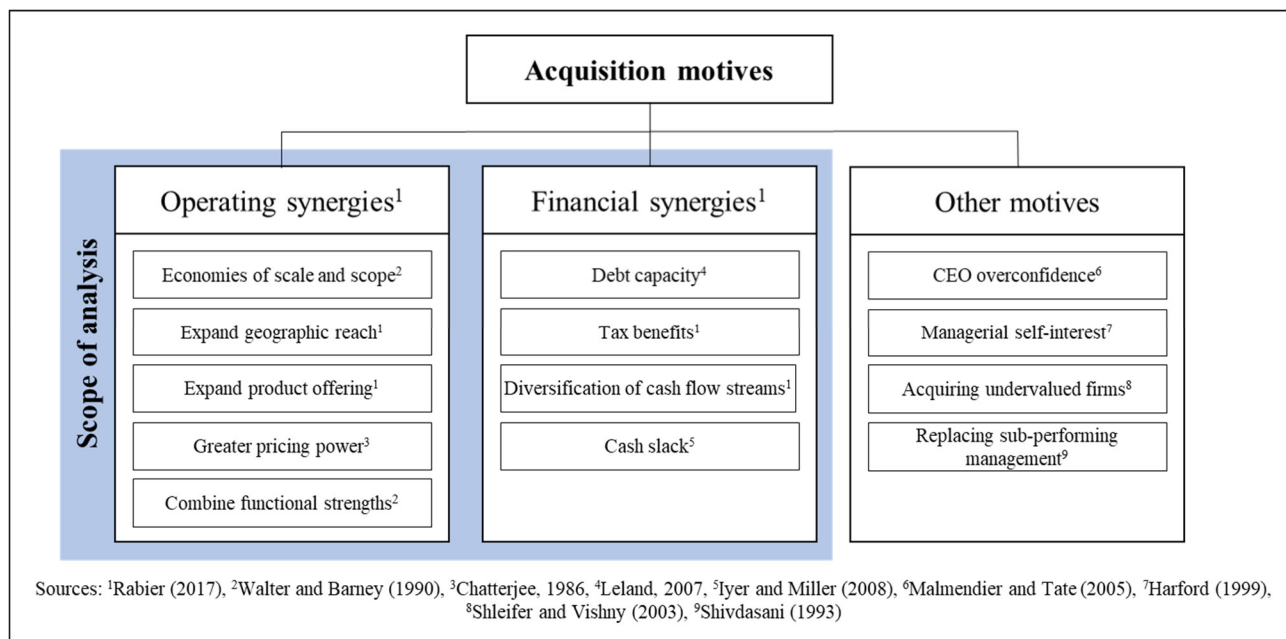 Acquisition motives
Scope of analysis
Operating synergies¹
Economies of scale and scope²
Expand geographic reach¹
Expand product offering¹
Greater pricing power³
Combine functional strengths²
Financial synergies¹
Debt capacity⁴
Tax benefits¹
Diversification of cash flow streams¹
Cash slack⁵
Other motives
CEO overconfidence⁶
Managerial self-interest⁷
Acquiring undervalued firms⁸
Replacing sub-performing
management⁹
Sources: ¹Rabier (2017), ²Walter and Barney (1990), ³Chatterjee, 1986, ⁴Leland, 2007, ⁵Iyer and Miller (2008), ⁶Malmendier and Tate (2005), ⁷Harford (1999),
⁸Shleifer and Vishny (2003), ⁹Shivdasani (1993)